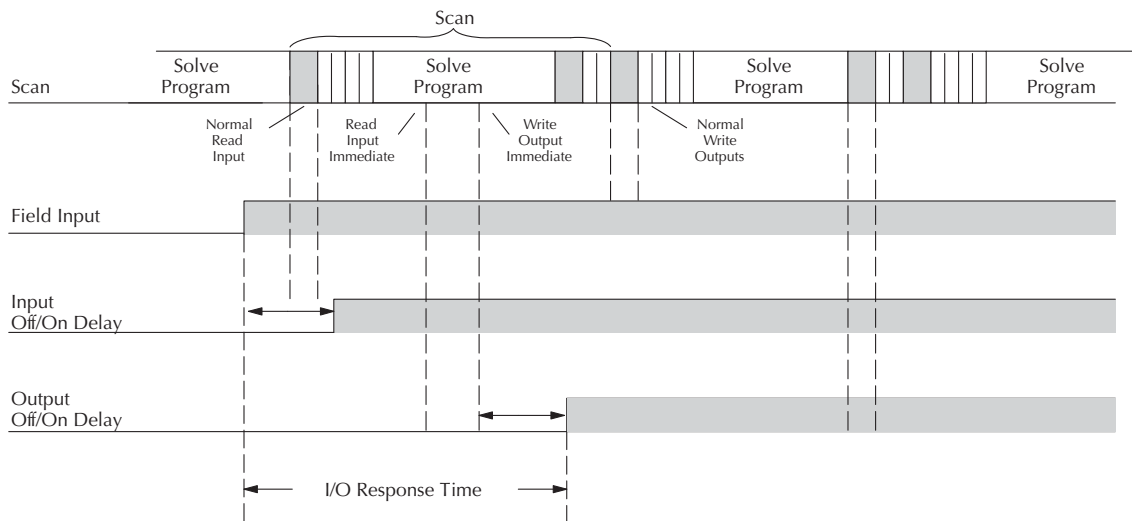 Scan
Scan
Solve
Program
Solve
Program
Solve
Program
Solve
Program
Normal
Read
Input
Read
Input
Immediate
Write
Output
Immediate
Normal
Write
Outputs
Field Input
Input
Off/On Delay
Output
Off/On Delay
I/O Response Time